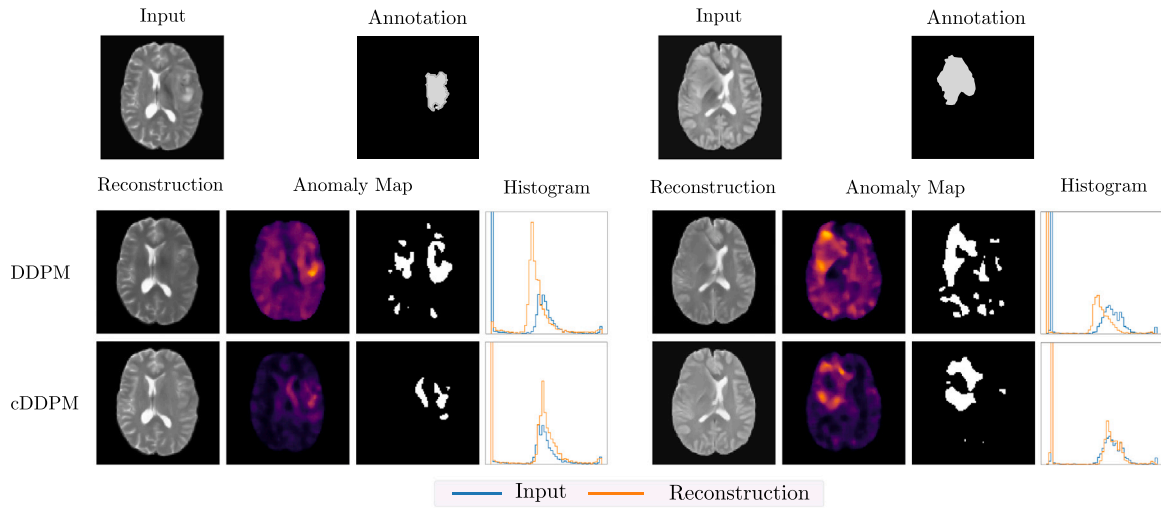 Input Annotation Input Annotation
Reconstruction Anomaly Map Histogram Reconstruction Anomaly Map Histogram
DDPM
cDDPM
Input Reconstruction